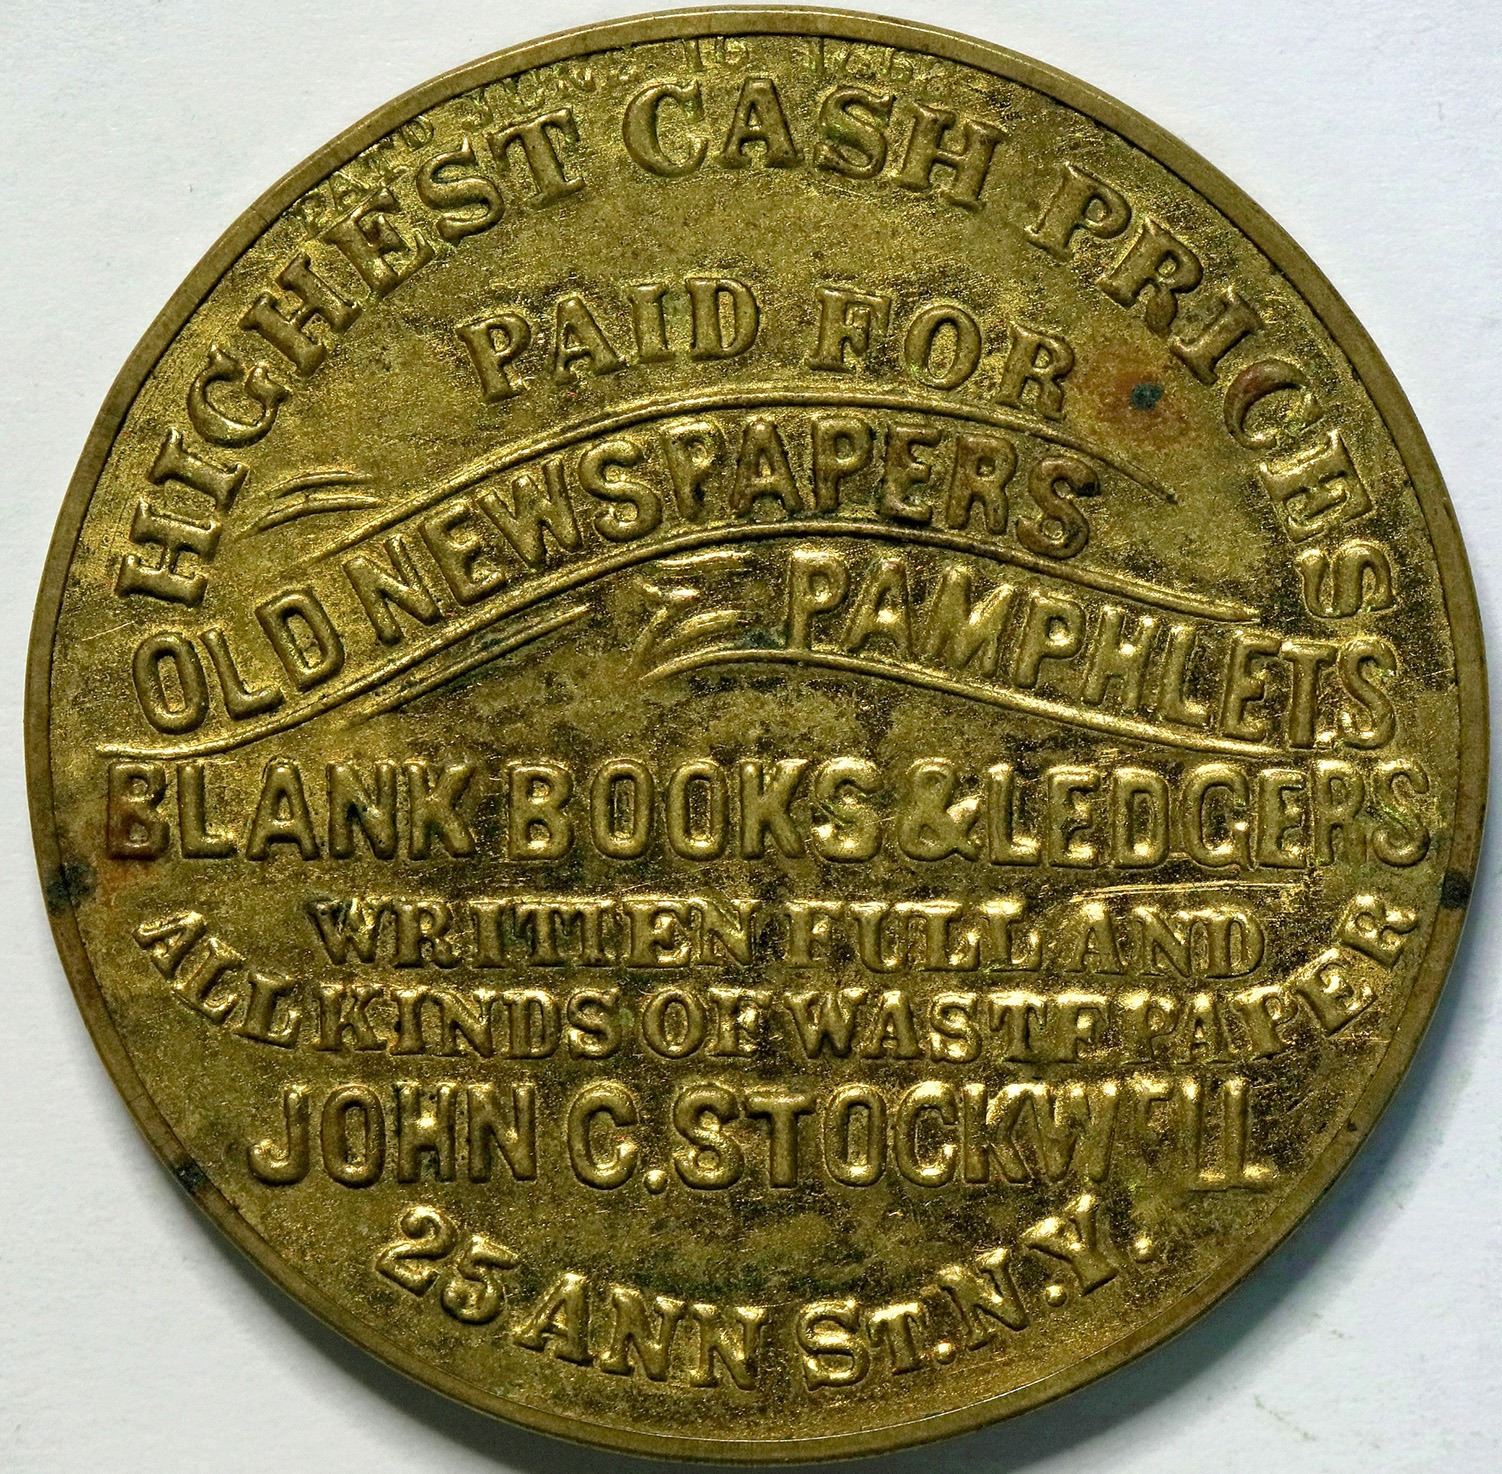 HIGHEST CASH PRICES
PAID FOR
OLD NEWSPAPERS
PAMPHLETS
BLANK BOOKS & LEDGERS
WRITTEN FULL AND
ALL KINDS OF WASTE PAPER
JOHN C. STOCKWELL
25 ANN ST. N.Y.